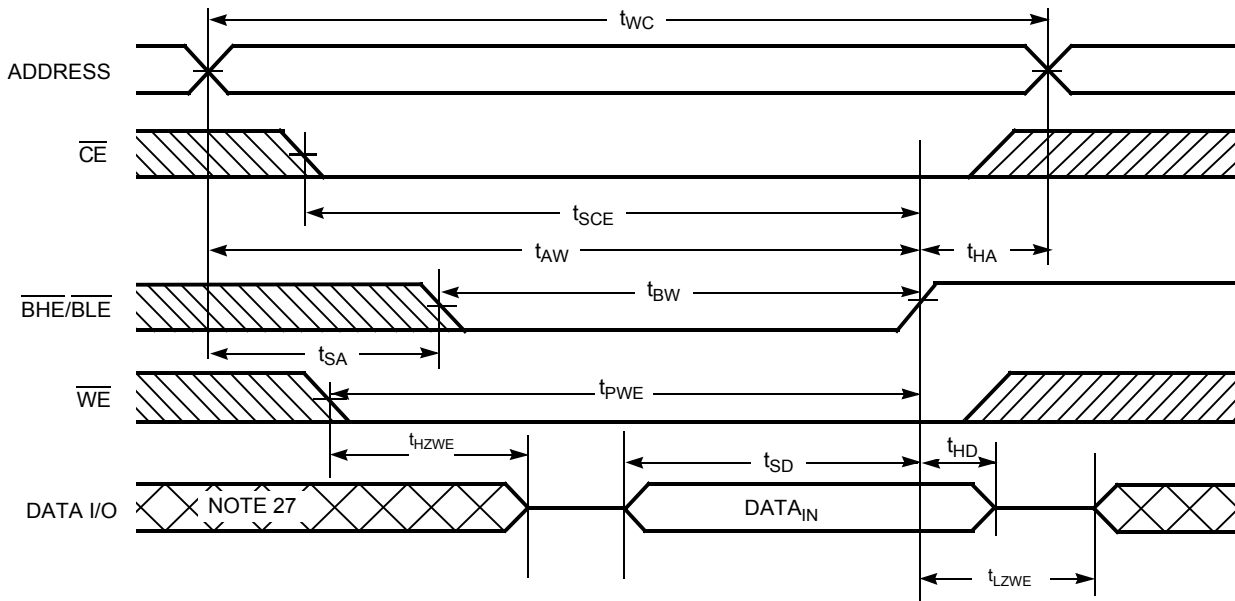 tWC
ADDRESS
CE
tSCE
tAW
tHA
BHE/BLE
tBW
tSA
WE
tPWE
tHZWE
tSD
tHD
DATA I/O
NOTE 27
DATAIN
tLZWE